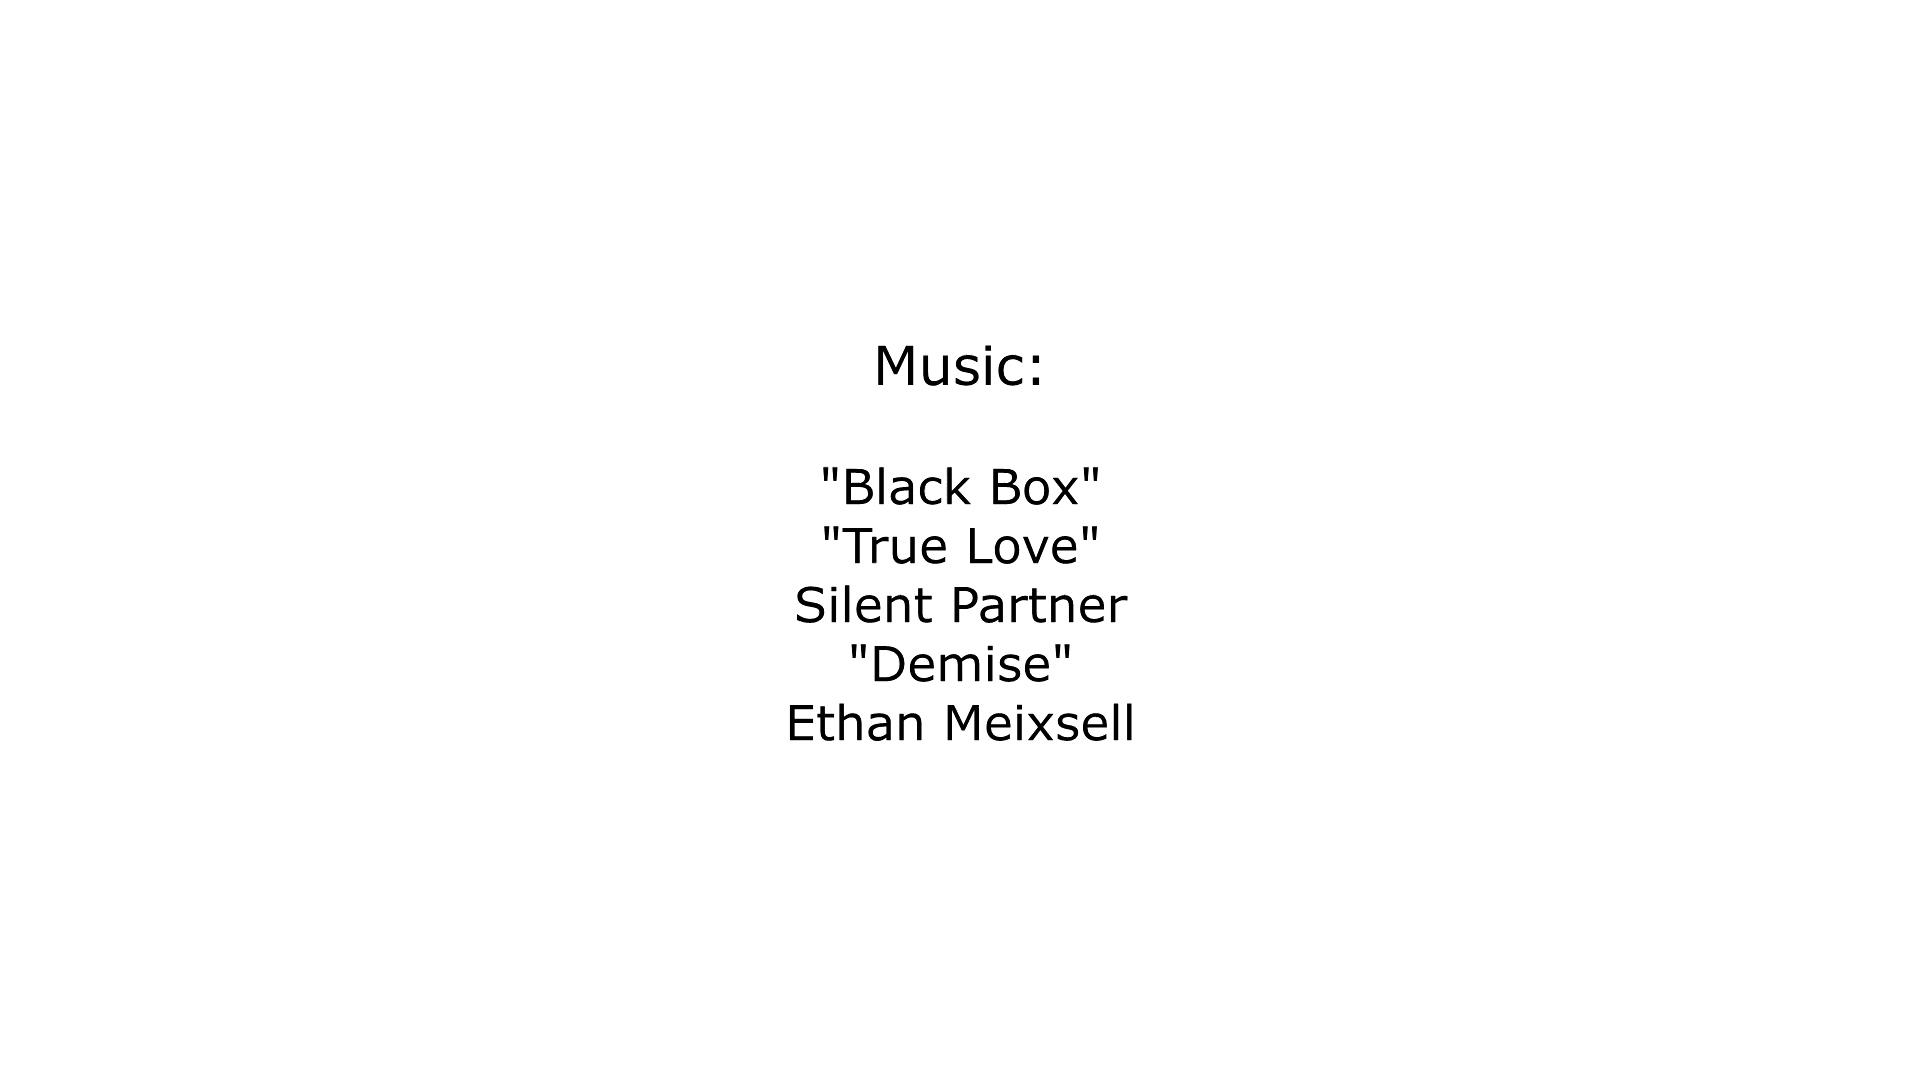 Music:
"Black Box"
"True Love"
Silent Partner
"Demise"
Ethan Meixsell